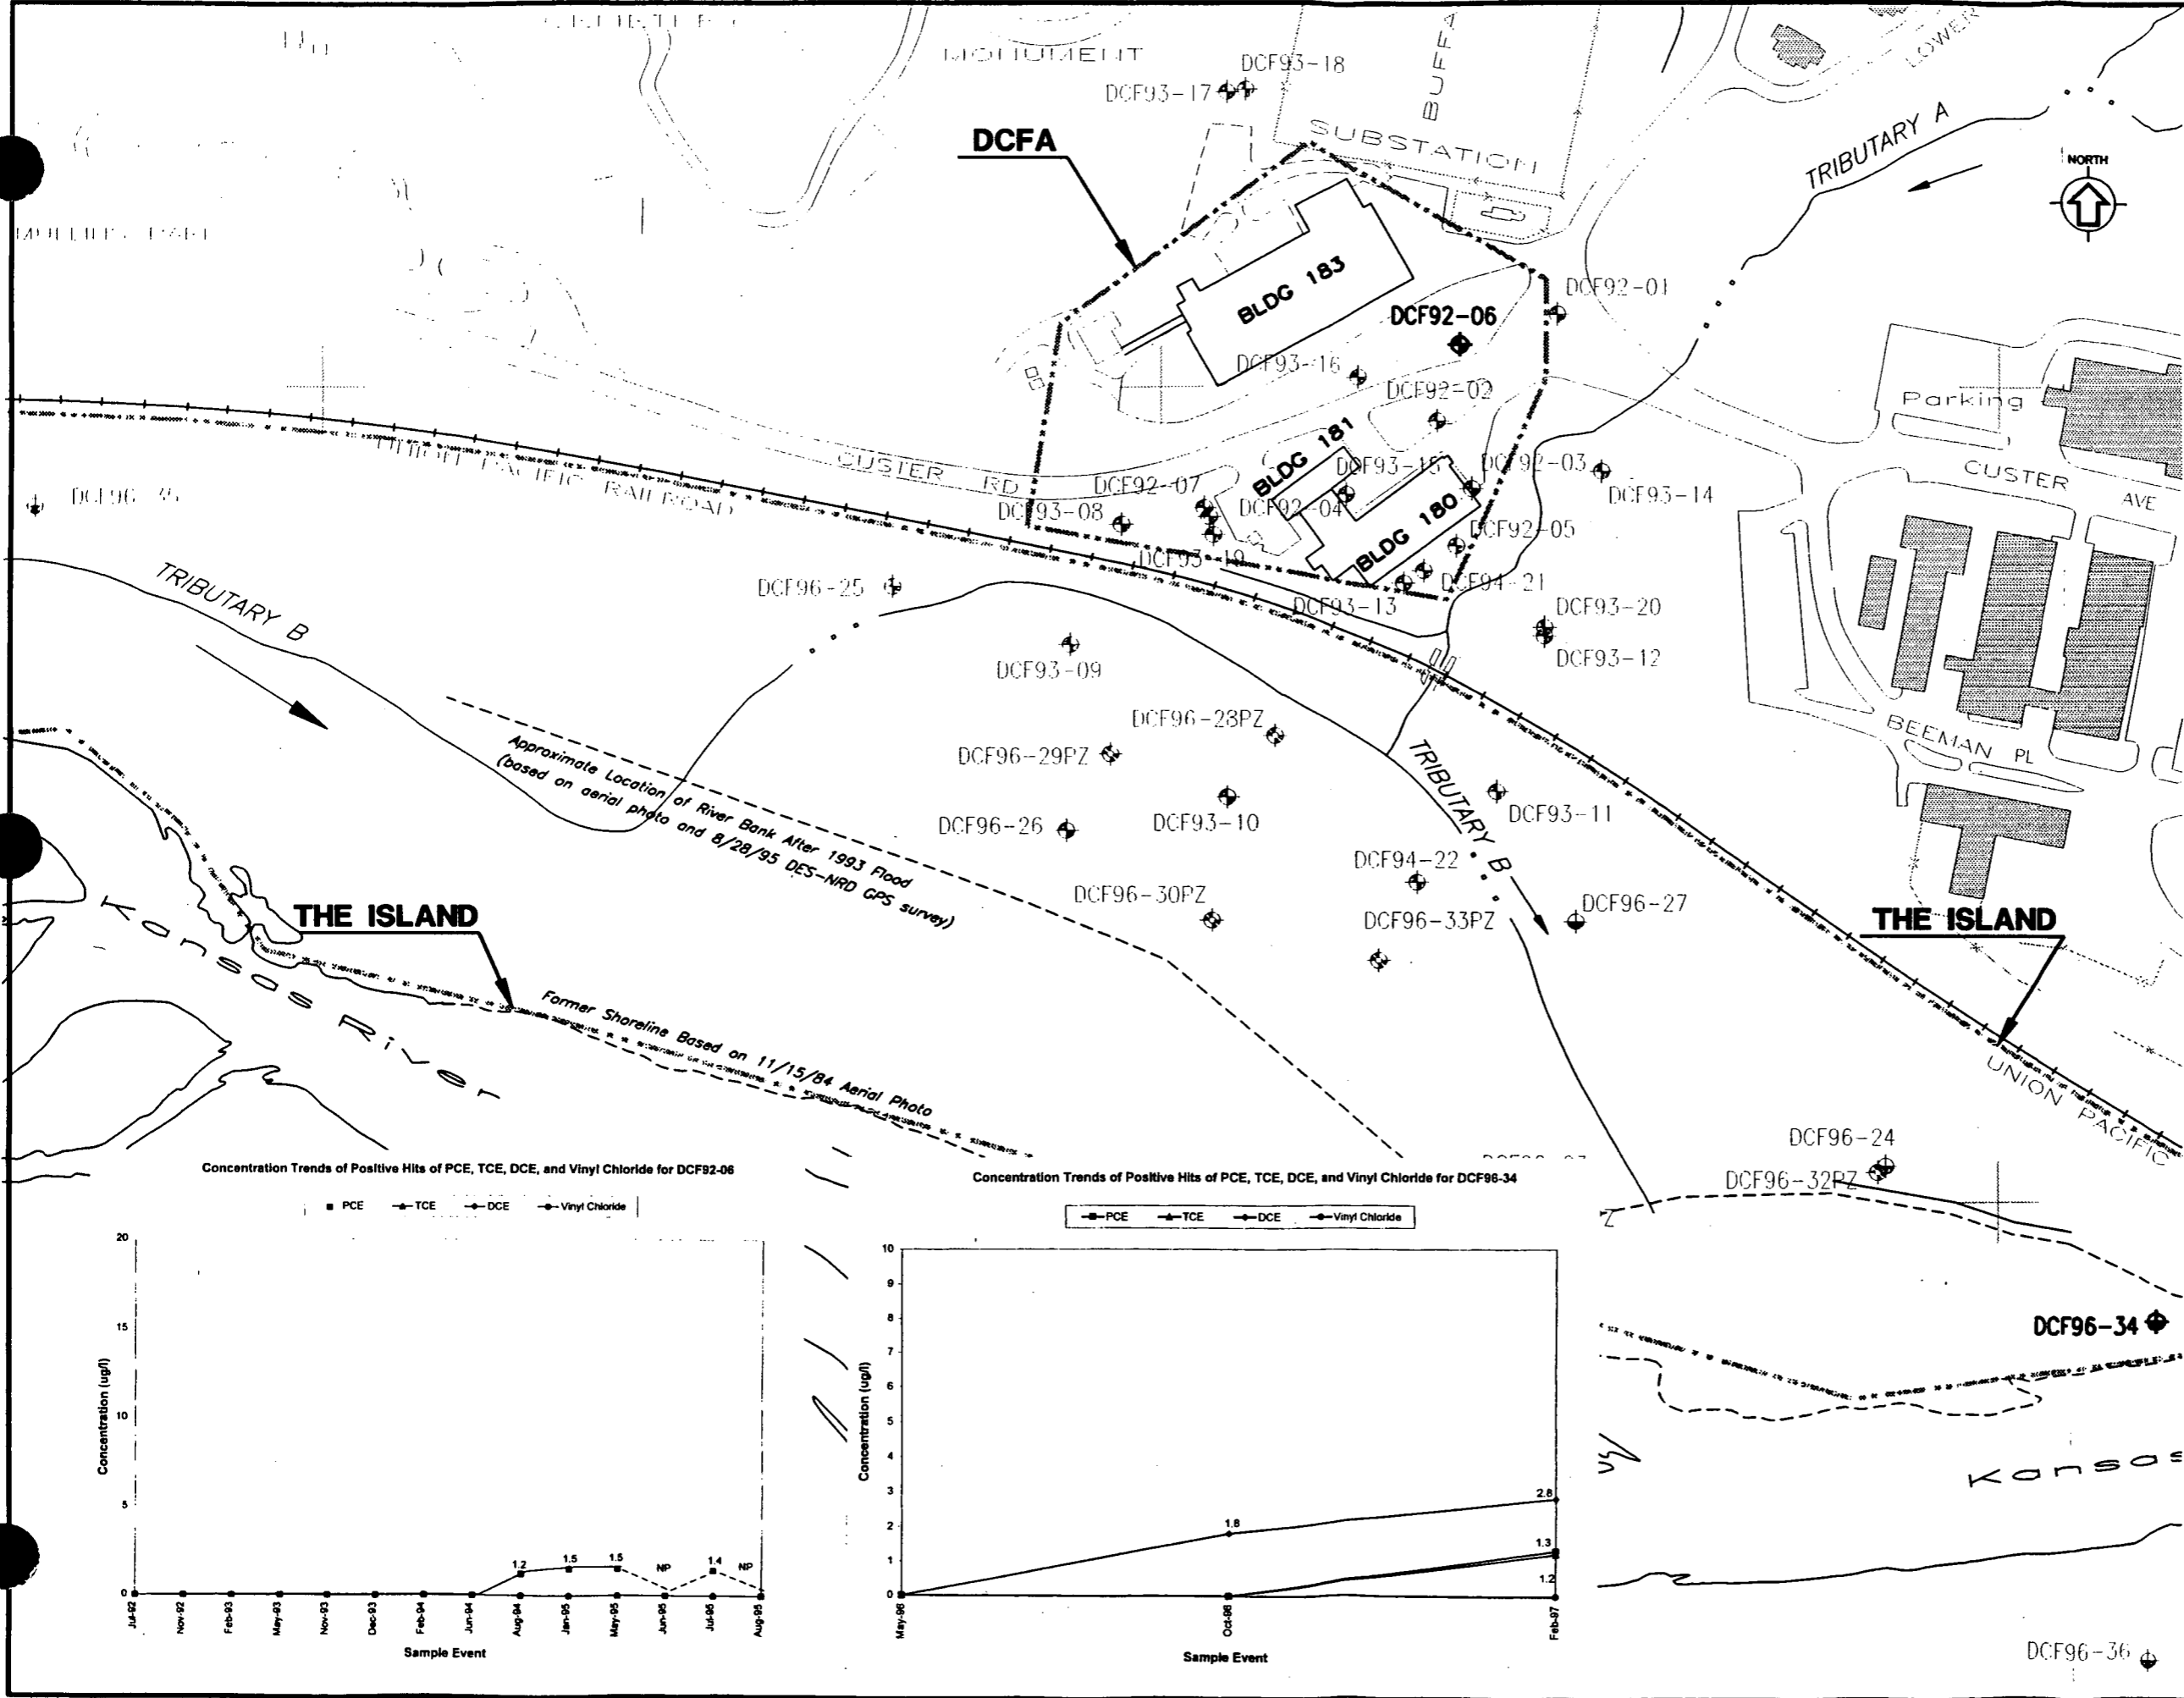 MONUMENT
DCF93-18
DCF93-17
BUFFA
LOWER
SUBSTATION
DCFA
TRIBUTARY A
NORTH
BLDG 183
DCF92-01
DCF92-06
DCF93-16
DCF92-02
Parking
BLDG 181
CUSTER RD
UNION PACIFIC RAILROAD
DCF93-15
DCF92-03
DCF93-14
CUSTER AVE
DCF92-07
DCF93-08
DCF92-04
BLDG 180
DCF92-05
DCF93-19
DCF94-21
DCF93-13
DCF96-25
DCF93-20
DCF93-12
TRIBUTARY B
DCF93-09
DCF96-28PZ
DCF96-29PZ
BEEMAN PL
Approximate Location of River Bank After 1993 Flood
(based on aerial photo and 8/28/95 DES-NRD GPS survey)
TRIBUTARY B
DCF96-26
DCF93-10
DCF93-11
DCF94-22
DCF96-30PZ
DCF96-33PZ
DCF96-27
THE ISLAND
THE ISLAND
Kansas River
Former Shoreline Based on 11/15/84 Aerial Photo
UNION PACIFIC
DCF96-24
DCF96-32PZ
DCF96-34
Kansas
DCF96-36
Concentration Trends of Positive Hits of PCE, TCE, DCE, and Vinyl Chloride for DCF92-06
PCE TCE DCE Vinyl Chloride
Concentration (ug/l)
20
15
10
5
0
1.2 1.5 1.5 NP 1.4 NP
Jul-92 Nov-92 Feb-93 May-93 Nov-93 Dec-93 Feb-94 Jun-94 Aug-94 Jan-95 May-95 Jun-95 Jul-95 Aug-95
Sample Event
Concentration Trends of Positive Hits of PCE, TCE, DCE, and Vinyl Chloride for DCF96-34
PCE TCE DCE Vinyl Chloride
Concentration (ug/l)
10
9
8
7
6
5
4
3
2
1
0
1.8
2.8
1.3
1.2
May-96 Oct-96 Feb-97
Sample Event